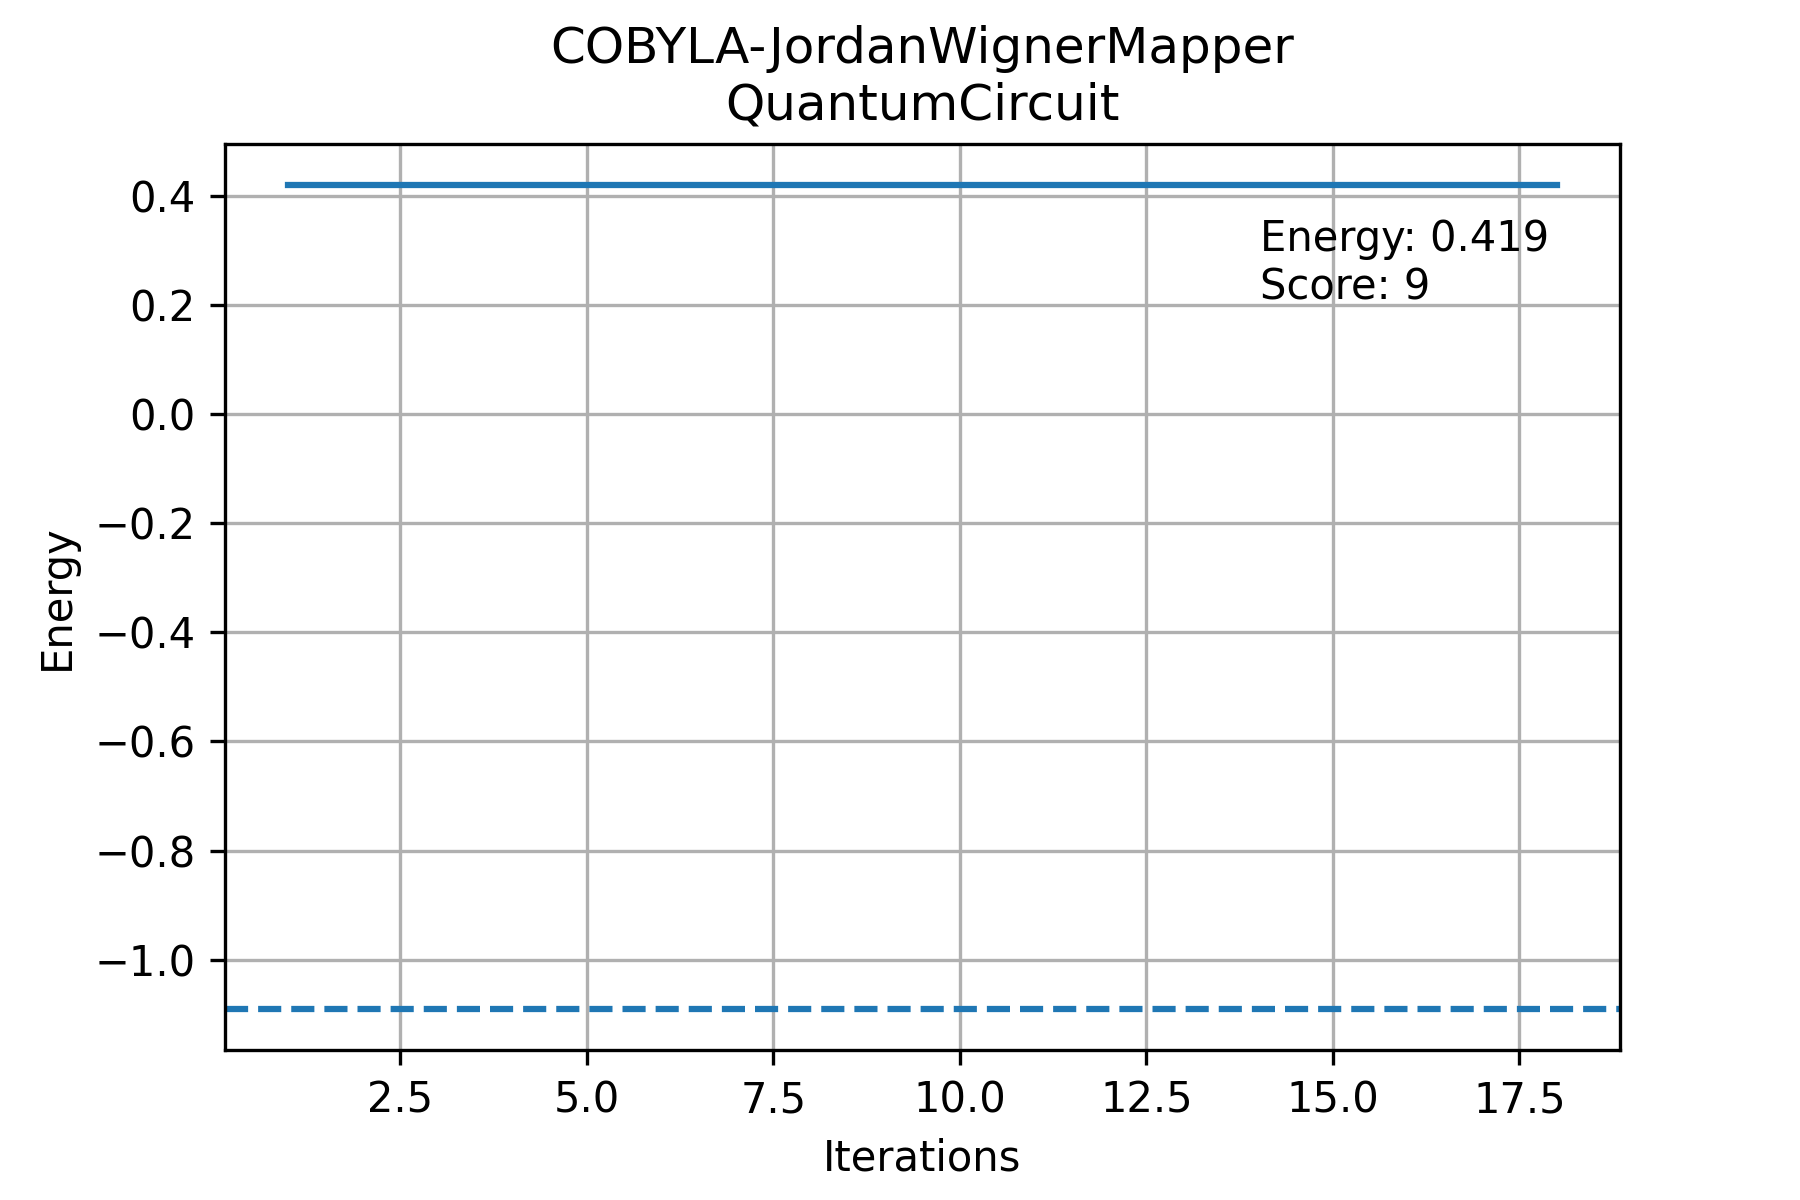 COBYLA-JordanWignerMapper
QuantumCircuit
Energy: 0.419
Score: 9
Energy
0.4
0.2
0.0
−0.2
−0.4
−0.6
−0.8
−1.0
2.5 5.0 7.5 10.0 12.5 15.0 17.5
Iterations